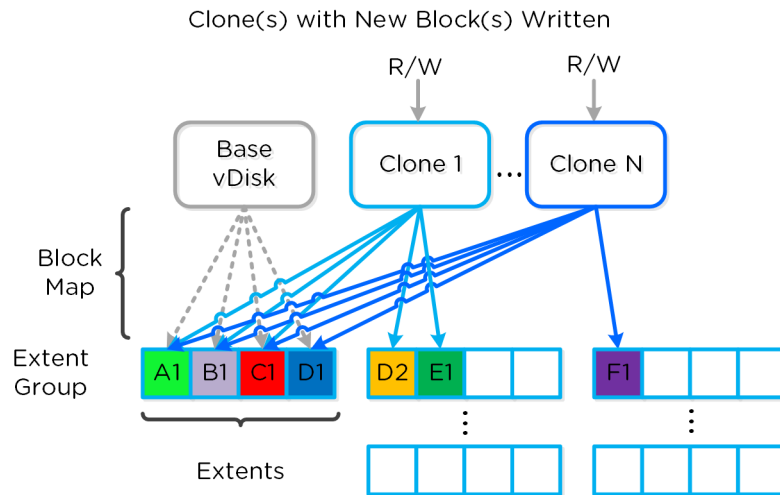 Clone(s) with New Block(s) Written
R/W
R/W
Base
vDisk
Clone 1
...
Clone N
Block
Map
Extent
Group
A1
B1
C1
D1
D2
E1
F1
Extents